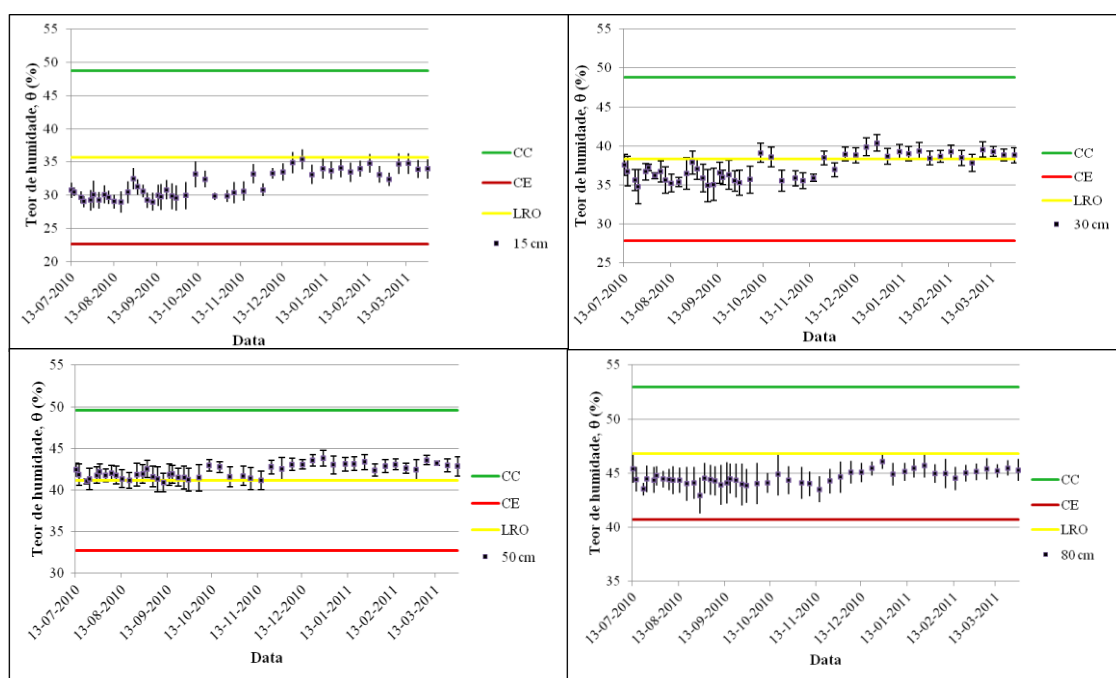 Teor de humidade, θ (%)
55
50
45
40
35
30
25
20
13-07-2010
13-08-2010
13-09-2010
13-10-2010
13-11-2010
13-12-2010
13-01-2011
13-02-2011
13-03-2011
Data
CC
CE
LRO
15 cm
Teor de humidade, θ (%)
55
50
45
40
35
30
25
13-07-2010
13-08-2010
13-09-2010
13-10-2010
13-11-2010
13-12-2010
13-01-2011
13-02-2011
13-03-2011
Data
CC
CE
LRO
30 cm
Teor de humidade, θ (%)
55
50
45
40
35
30
13-07-2010
13-08-2010
13-09-2010
13-10-2010
13-11-2010
13-12-2010
13-01-2011
13-02-2011
13-03-2011
Data
CC
CE
LRO
50 cm
Teor de humidade, θ (%)
55
50
45
40
35
13-07-2010
13-08-2010
13-09-2010
13-10-2010
13-11-2010
13-12-2010
13-01-2011
13-02-2011
13-03-2011
Data
CC
CE
LRO
80 cm